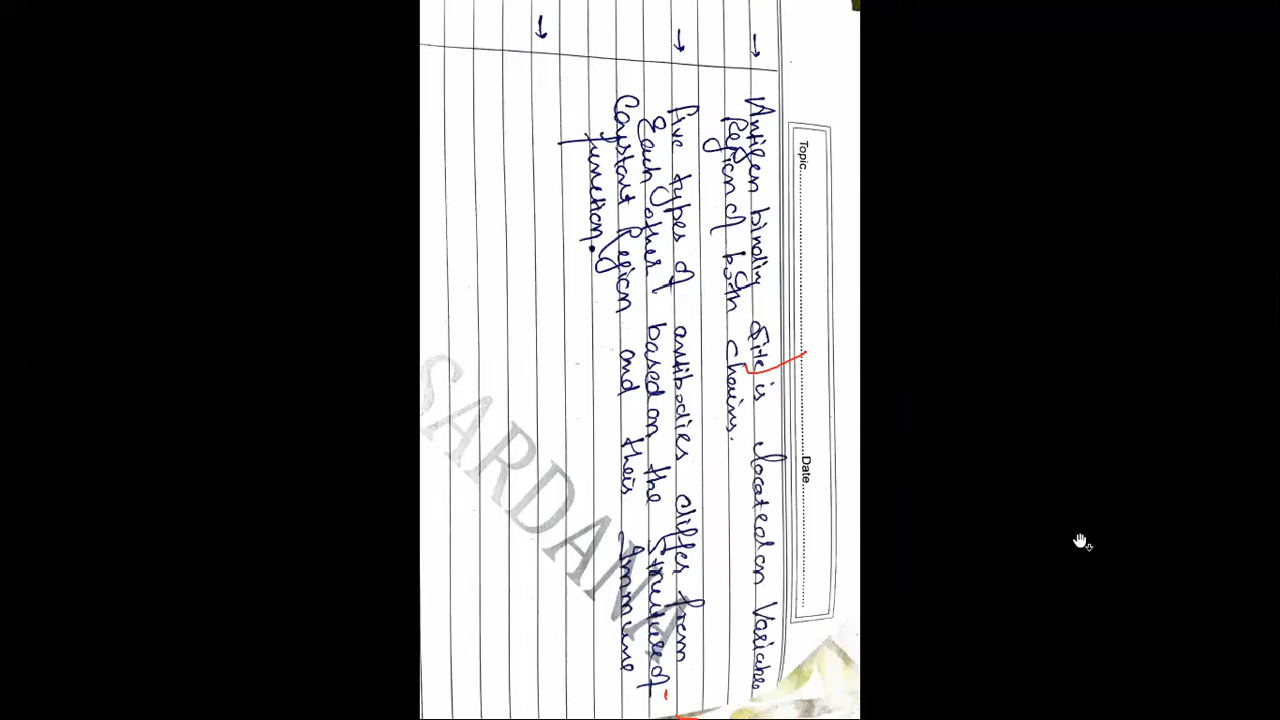 Topic............................................Date............................
→ Antigen binding site is located on Variable
Region of both chains.
→ Five types of antibodies differ from
Each other based on the Structure of -
Constant Region and their Immune
function.
→
SARDANA